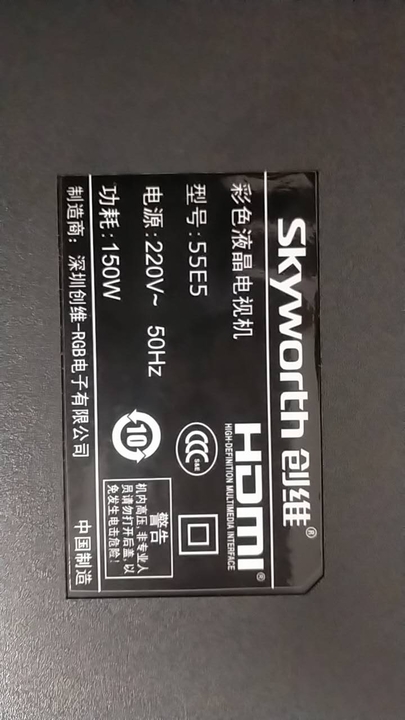 Skyworth 创维®
彩色液晶电视机
型号:55E5
电源:220V~ 50Hz
功耗:150W
HDMI®
HIGH-DEFINITION MULTIMEDIA INTERFACE
CCC
S&E
10
警告
机内高压 非专业人
员请勿打开后盖, 以
免发生电击危险!
制造商: 深圳创维-RGB电子有限公司 中国制造